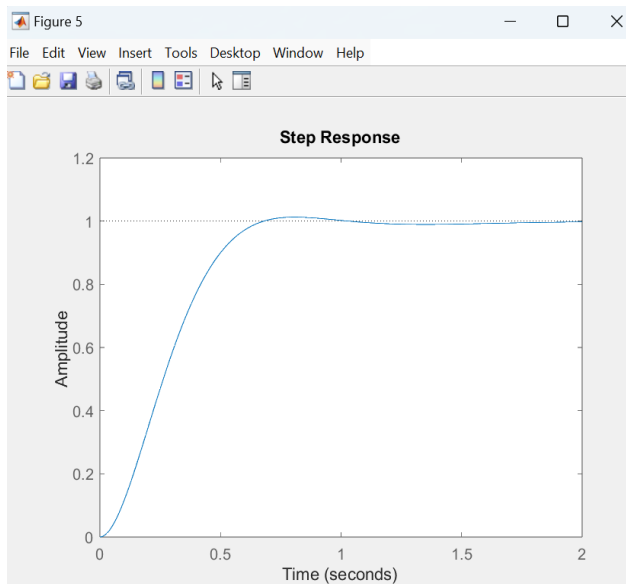 Figure 5
File Edit View Insert Tools Desktop Window Help
Step Response
1.2
1
0.8
0.6
0.4
0.2
0
Amplitude
0 0.5 1 1.5 2
Time (seconds)